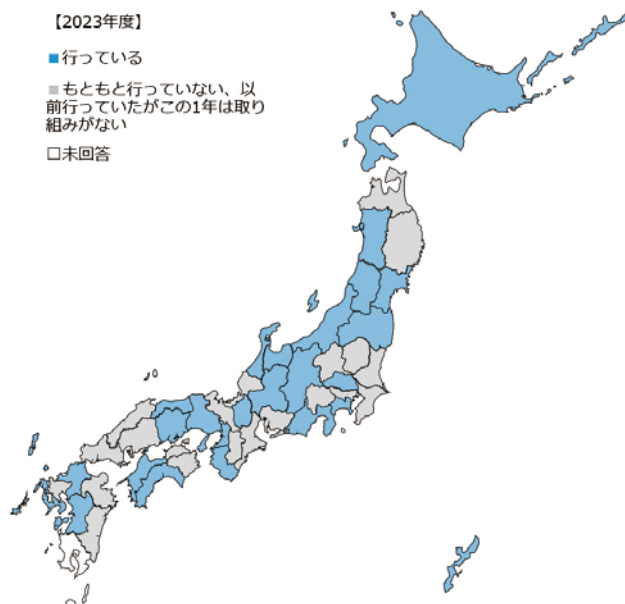 【2023年度】
■行っている
■もともと行っていない、以
前行っていたがこの1年は取り
組みがない
□未回答